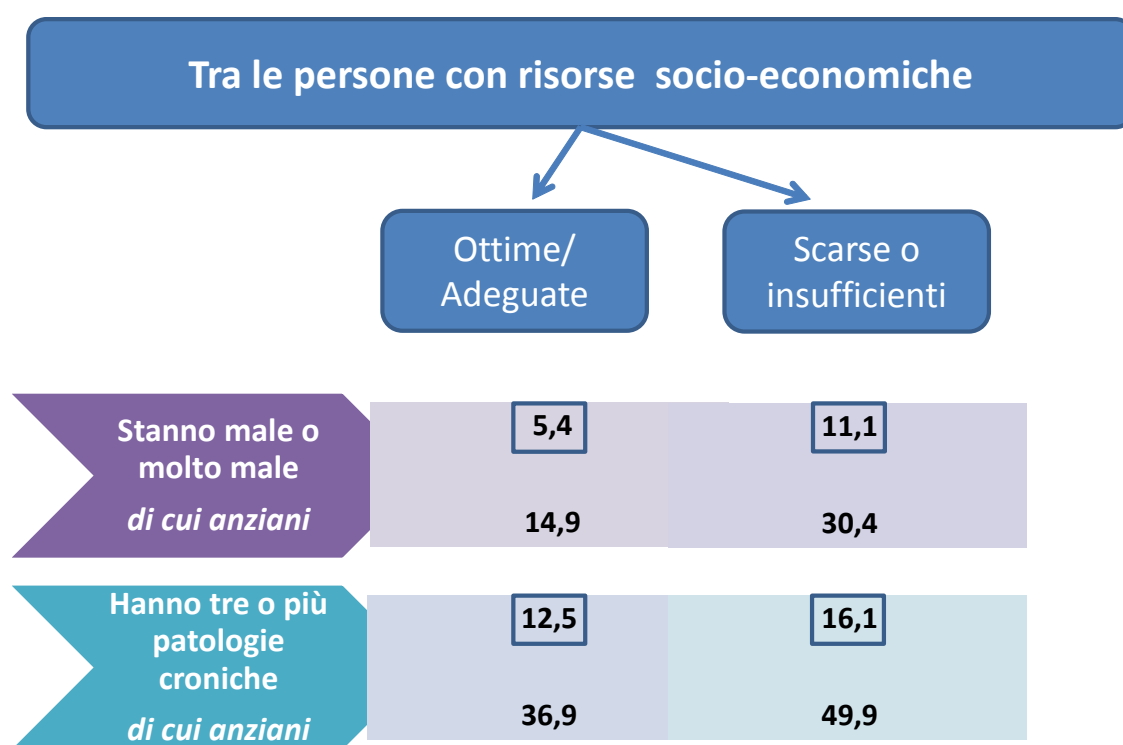 Tra le persone con risorse socio-economiche
Ottime/
Adeguate
Scarse o
insufficienti
Stanno male o
molto male
5,4
11,1
di cui anziani
14,9
30,4
Hanno tre o più
patologie
croniche
12,5
16,1
di cui anziani
36,9
49,9